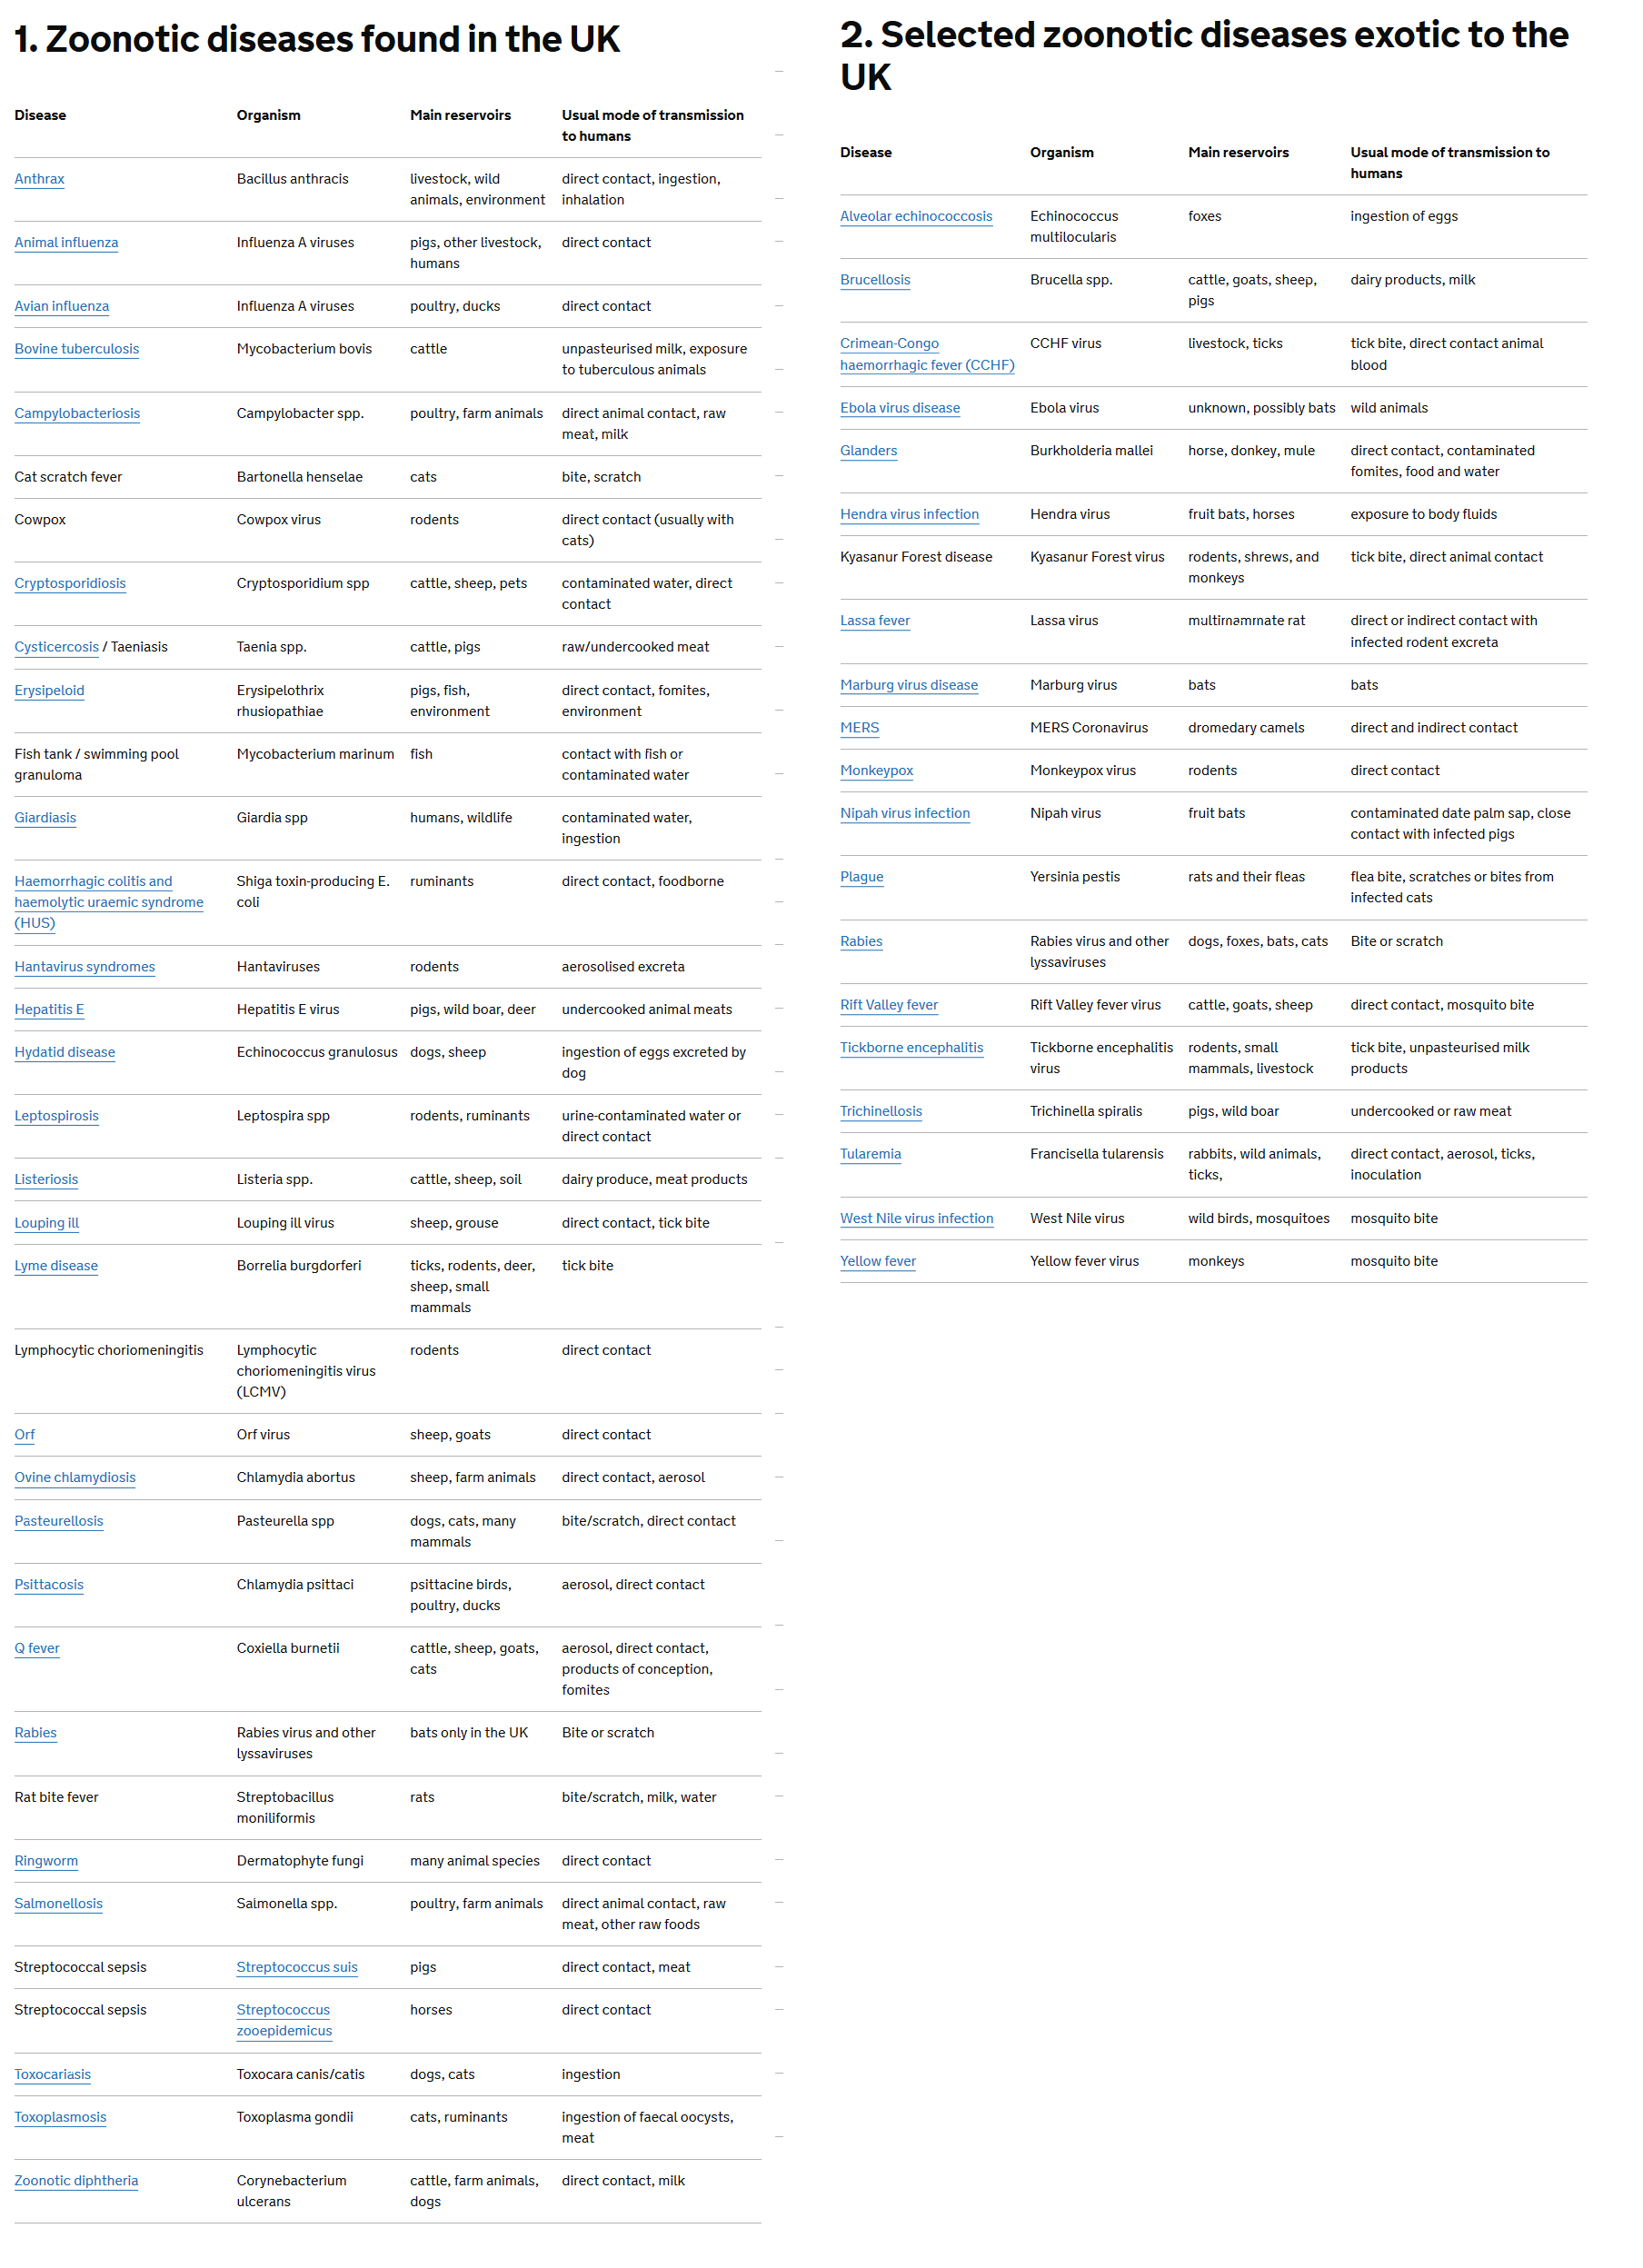 1. Zoonotic diseases found in the UK
Disease Organism Main reservoirs Usual mode of transmission
to humans
Anthrax Bacillus anthracis livestock, wild direct contact, ingestion,
animals, environment inhalation
Animal influenza Influenza A viruses pigs, other livestock, direct contact
humans
Avian influenza Influenza A viruses poultry, ducks direct contact
Bovine tuberculosis Mycobacterium bovis cattle unpasteurised milk, exposure
to tuberculous animals
Campylobacteriosis Campylobacter spp. poultry, farm animals direct animal contact, raw
meat, milk
Cat scratch fever Bartonella henselae cats bite, scratch
Cowpox Cowpox virus rodents direct contact (usually with
cats)
Cryptosporidiosis Cryptosporidium spp cattle, sheep, pets contaminated water, direct
contact
Cysticercosis / Taeniasis Taenia spp. cattle, pigs raw/undercooked meat
Erysipeloid Erysipelothrix pigs, fish, direct contact, fomites,
rhusiopathiae environment environment
Fish tank / swimming pool Mycobacterium marinum fish contact with fish or
granuloma contaminated water
Giardiasis Giardia spp humans, wildlife contaminated water,
ingestion
Haemorrhagic colitis and Shiga toxin-producing E. ruminants direct contact, foodborne
haemolytic uraemic syndrome coli
(HUS)
Hantavirus syndromes Hantaviruses rodents aerosolised excreta
Hepatitis E Hepatitis E virus pigs, wild boar, deer undercooked animal meats
Hydatid disease Echinococcus granulosus dogs, sheep ingestion of eggs excreted by
dog
Leptospirosis Leptospira spp rodents, ruminants urine-contaminated water or
direct contact
Listeriosis Listeria spp. cattle, sheep, soil dairy produce, meat products
Louping ill Louping ill virus sheep, grouse direct contact, tick bite
Lyme disease Borrelia burgdorferi ticks, rodents, deer, tick bite
sheep, small
mammals
Lymphocytic choriomeningitis Lymphocytic rodents direct contact
choriomeningitis virus
(LCMV)
Orf Orf virus sheep, goats direct contact
Ovine chlamydiosis Chlamydia abortus sheep, farm animals direct contact, aerosol
Pasteurellosis Pasteurella spp dogs, cats, many bite/scratch, direct contact
mammals
Psittacosis Chlamydia psittaci psittacine birds, aerosol, direct contact
poultry, ducks
Q fever Coxiella burnetii cattle, sheep, goats, aerosol, direct contact,
cats products of conception,
fomites
Rabies Rabies virus and other bats only in the UK Bite or scratch
lyssaviruses
Rat bite fever Streptobacillus rats bite/scratch, milk, water
moniliformis
Ringworm Dermatophyte fungi many animal species direct contact
Salmonellosis Salmonella spp. poultry, farm animals direct animal contact, raw
meat, other raw foods
Streptococcal sepsis Streptococcus suis pigs direct contact, meat
Streptococcal sepsis Streptococcus horses direct contact
zooepidemicus
Toxocariasis Toxocara canis/catis dogs, cats ingestion
Toxoplasmosis Toxoplasma gondii cats, ruminants ingestion of faecal oocysts,
meat
Zoonotic diphtheria Corynebacterium cattle, farm animals, direct contact, milk
ulcerans dogs
2. Selected zoonotic diseases exotic to the
UK
Disease Organism Main reservoirs Usual mode of transmission to
humans
Alveolar echinococcosis Echinococcus foxes ingestion of eggs
multilocularis
Brucellosis Brucella spp. cattle, goats, sheep, dairy products, milk
pigs
Crimean-Congo CCHF virus livestock, ticks tick bite, direct contact animal
haemorrhagic fever (CCHF) blood
Ebola virus disease Ebola virus unknown, possibly bats wild animals
Glanders Burkholderia mallei horse, donkey, mule direct contact, contaminated
fomites, food and water
Hendra virus infection Hendra virus fruit bats, horses exposure to body fluids
Kyasanur Forest disease Kyasanur Forest virus rodents, shrews, and tick bite, direct animal contact
monkeys
Lassa fever Lassa virus multimammate rat direct or indirect contact with
infected rodent excreta
Marburg virus disease Marburg virus bats bats
MERS MERS Coronavirus dromedary camels direct and indirect contact
Monkeypox Monkeypox virus rodents direct contact
Nipah virus infection Nipah virus fruit bats contaminated date palm sap, close
contact with infected pigs
Plague Yersinia pestis rats and their fleas flea bite, scratches or bites from
infected cats
Rabies Rabies virus and other dogs, foxes, bats, cats Bite or scratch
lyssaviruses
Rift Valley fever Rift Valley fever virus cattle, goats, sheep direct contact, mosquito bite
Tickborne encephalitis Tickborne encephalitis rodents, small tick bite, unpasteurised milk
virus mammals, livestock products
Trichinellosis Trichinella spiralis pigs, wild boar undercooked or raw meat
Tularemia Francisella tularensis rabbits, wild animals, direct contact, aerosol, ticks,
ticks, inoculation
West Nile virus infection West Nile virus wild birds, mosquitoes mosquito bite
Yellow fever Yellow fever virus monkeys mosquito bite